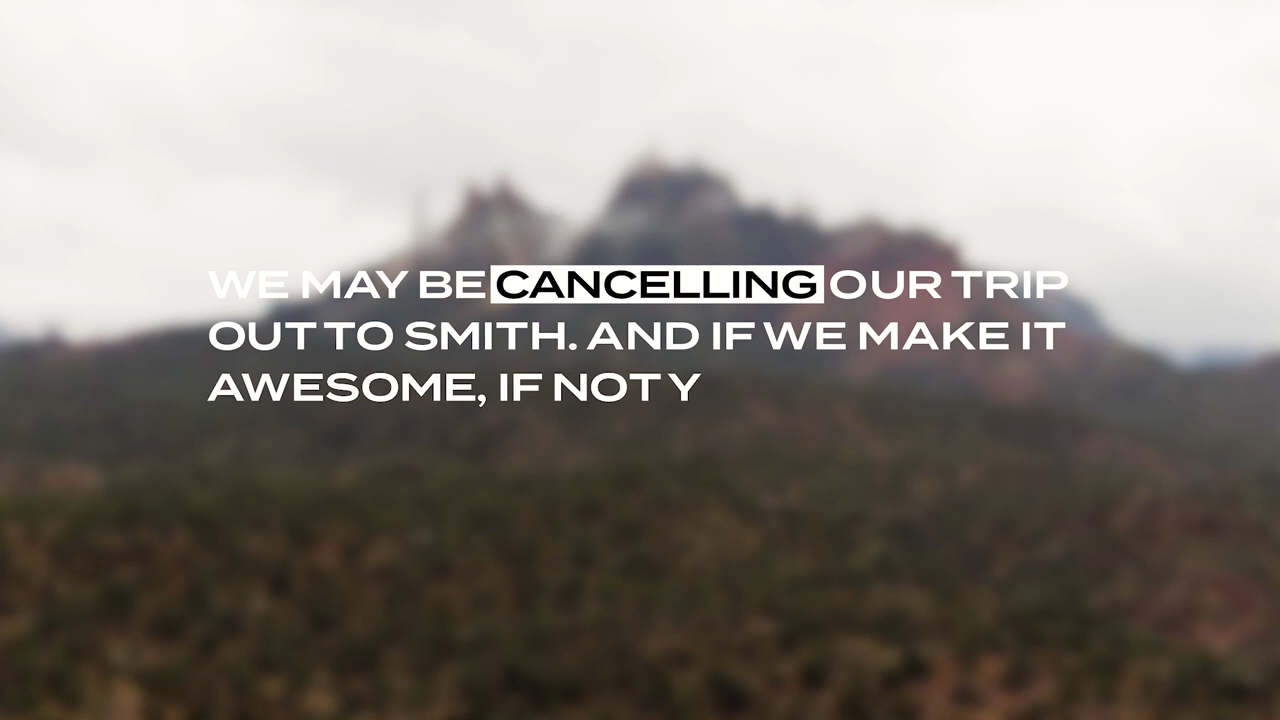 WE MAY BE CANCELLING OUR TRIP
OUT TO SMITH. AND IF WE MAKE IT
AWESOME, IF NOT Y